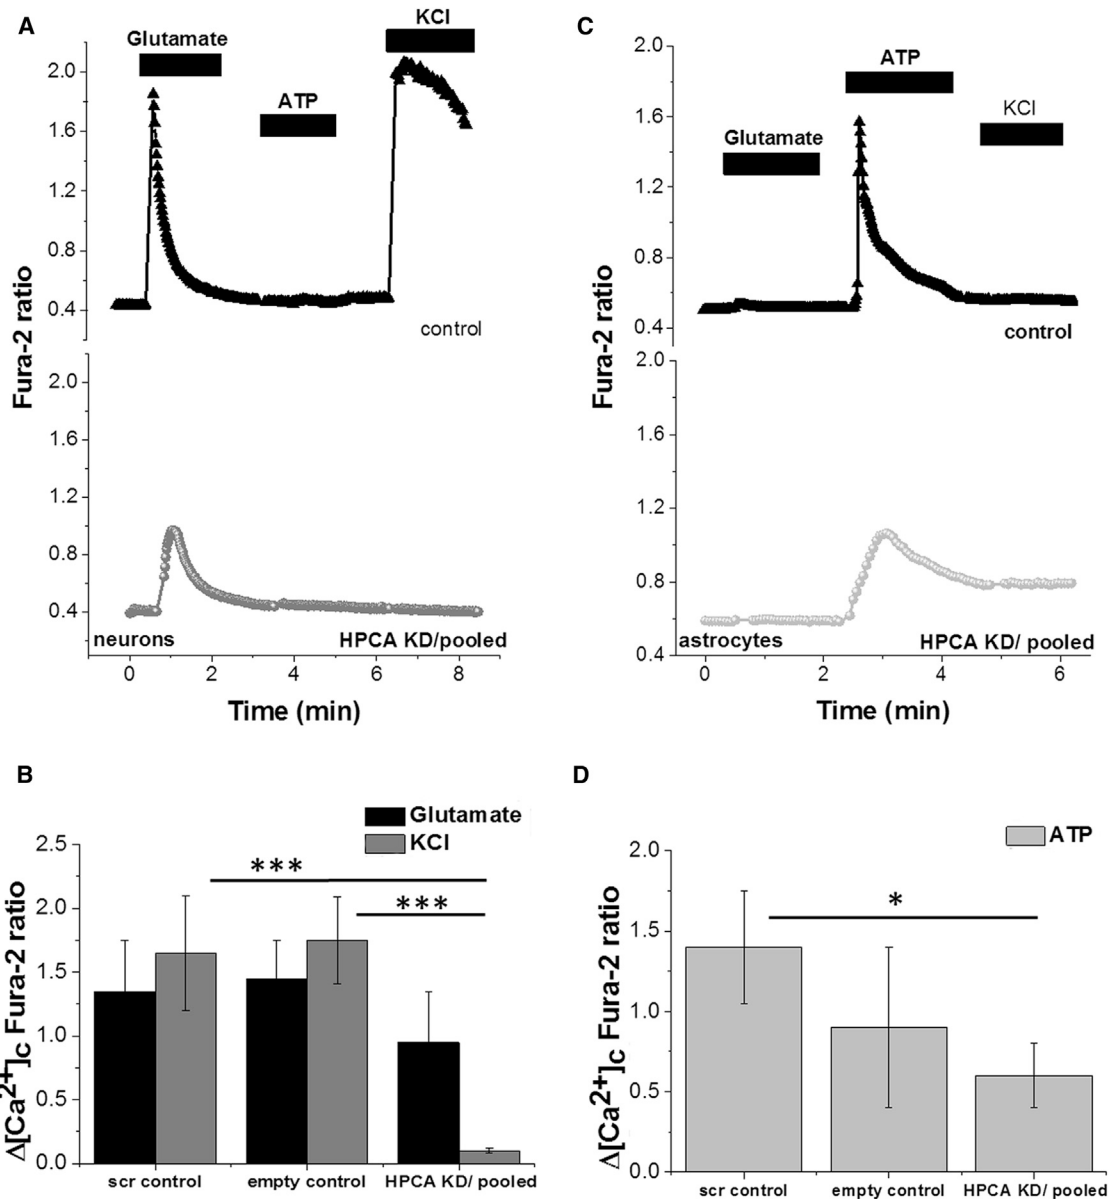 A
Glutamate
ATP
KCl
2.0
1.6
1.2
0.8
0.4
control
2.0
1.6
1.2
0.8
0.4
neurons
HPCA KD/pooled
0 2 4 6 8
Time (min)
Fura-2 ratio
C
Glutamate
ATP
KCl
2.0
1.6
1.2
0.8
0.4
control
2.0
1.6
1.2
0.8
0.4
astrocytes
HPCA KD/ pooled
0 2 4 6
Time (min)
Fura-2 ratio
B
Glutamate
KCl
2.5
2.0
1.5
1.0
0.5
0.0
***
***
Δ[Ca2+]c Fura-2 ratio
scr control empty control HPCA KD/ pooled
D
ATP
2.0
1.5
1.0
0.5
0.0
*
Δ[Ca2+]c Fura-2 ratio
scr control empty control HPCA KD/ pooled